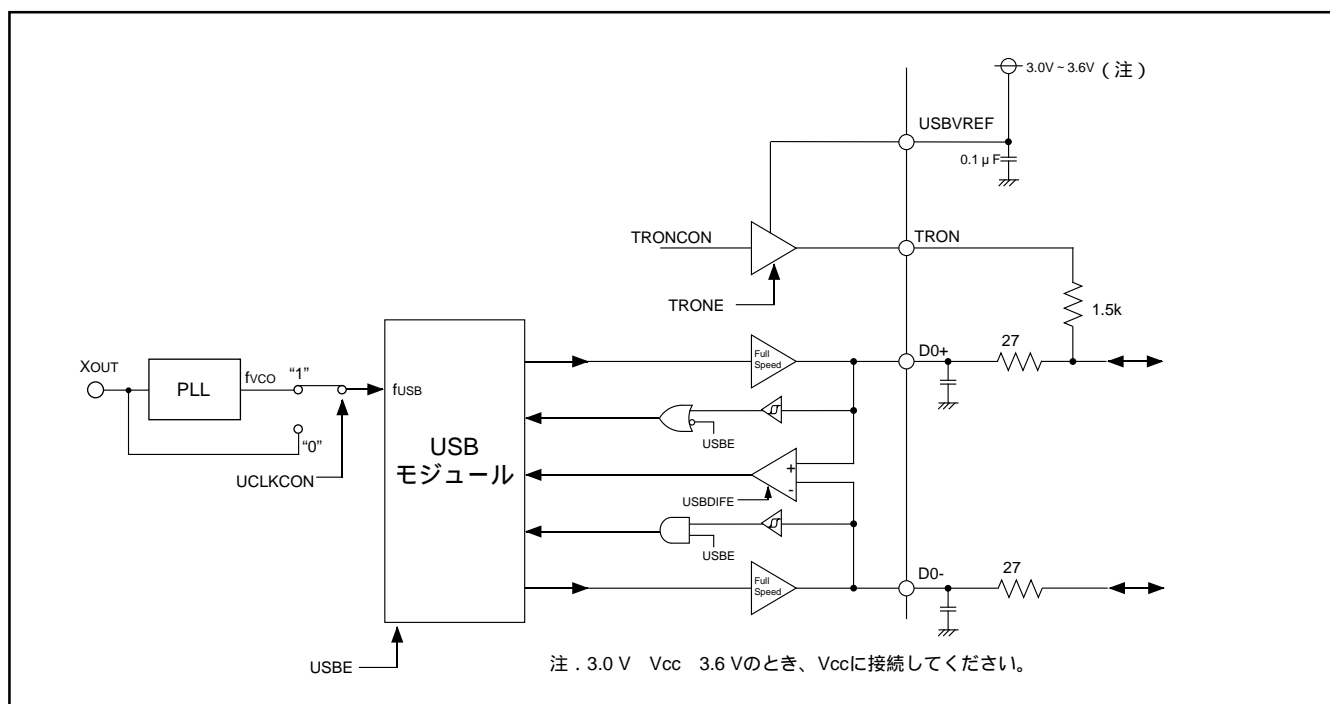 3.0V ~ 3.6V ( 注 )
USBVREF
0.1 μ F
TRONCON
TRON
TRONE
1.5k
XOUT
PLL
fVCO
“1”
“0”
UCLKCON
fUSB
USB
モジュール
USBE
Full
Speed
D0+
27
USBE
+
-
USBDIFE
USBE
Full
Speed
D0-
27
注 . 3.0 V Vcc 3.6 Vのとき、Vccに接続してください。